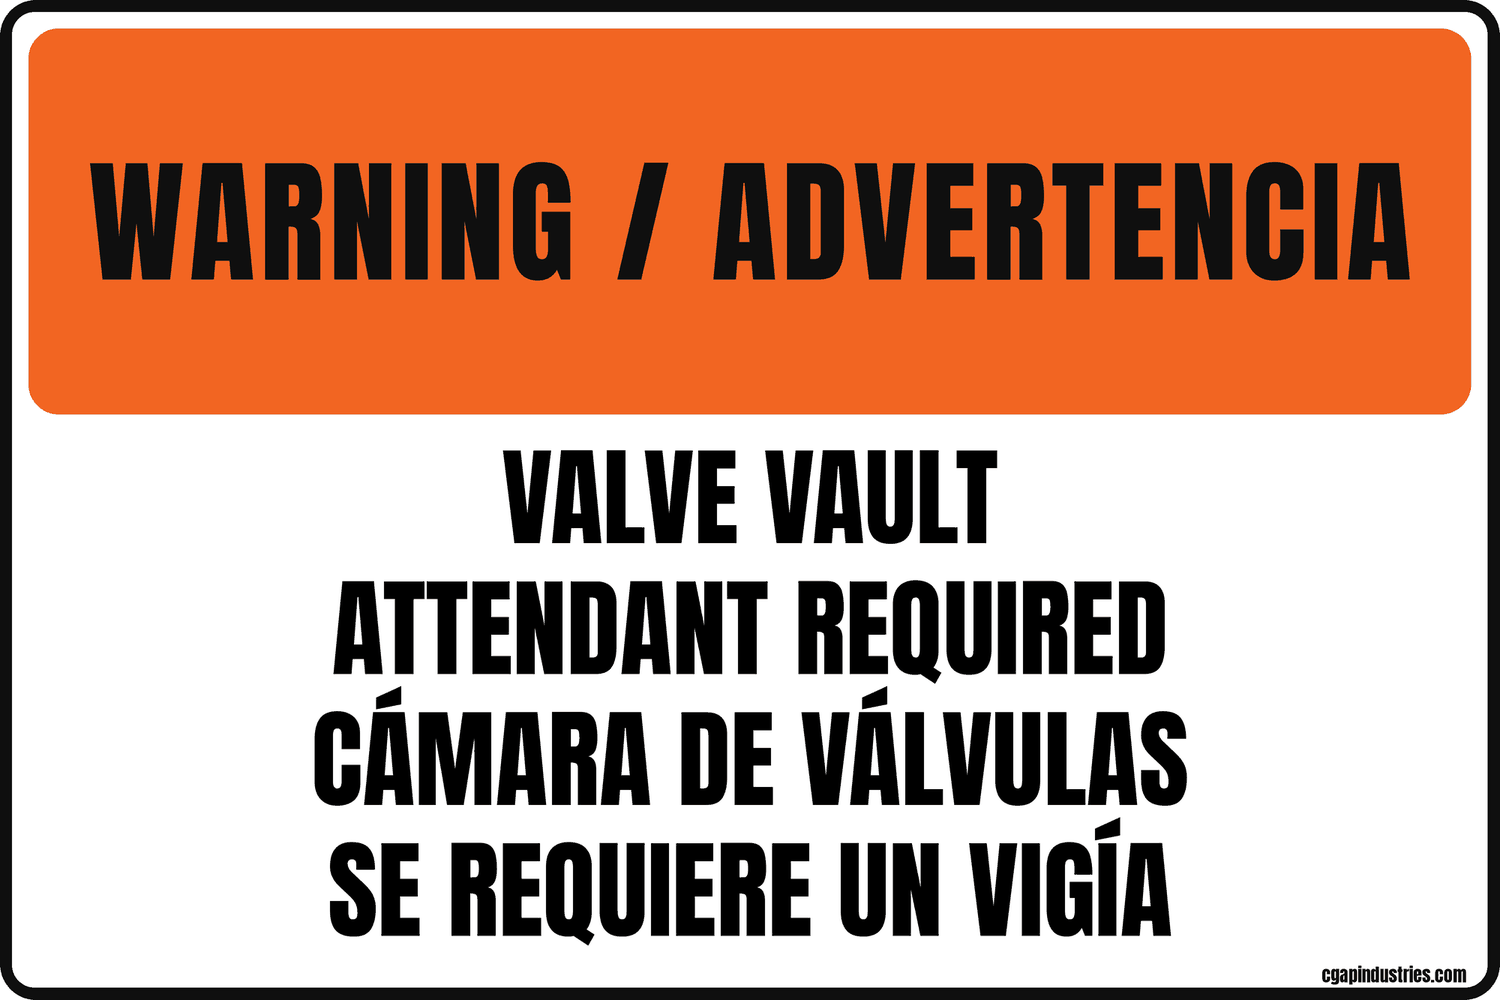 WARNING / ADVERTENCIA
VALVE VAULT
ATTENDANT REQUIRED
CÁMARA DE VÁLVULAS
SE REQUIERE UN VIGÍA
cgapindustries.com